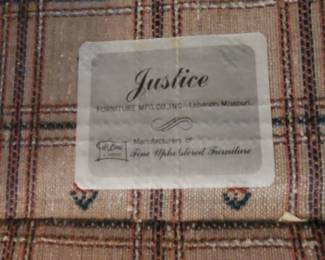 Justice
FURNITURE MFG. CO., INC. - Lebanon, Missouri
Manufacturers of
Fine Upholstered Furniture